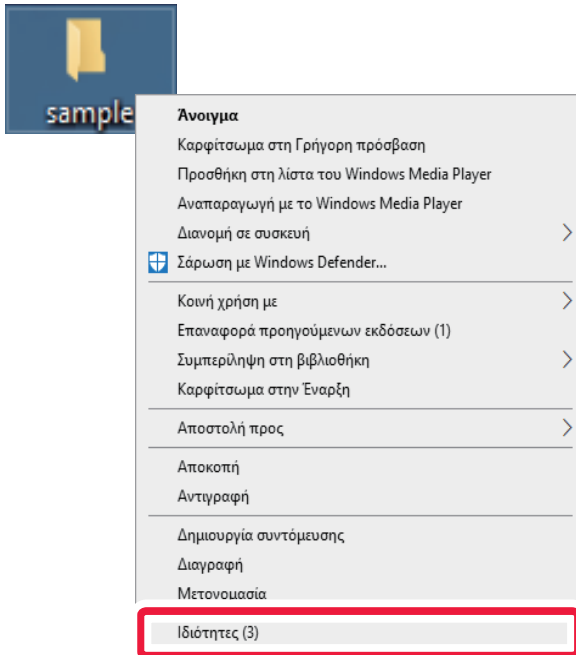 sample
Άνοιγμα
Καρφίτσωμα στη Γρήγορη πρόσβαση
Προσθήκη στη λίστα του Windows Media Player
Αναπαραγωγή με το Windows Media Player
Διανομή σε συσκευή
Σάρωση με Windows Defender...
Κοινή χρήση με
Επαναφορά προηγούμενων εκδόσεων (1)
Συμπερίληψη στη βιβλιοθήκη
Καρφίτσωμα στην Έναρξη
Αποστολή προς
Αποκοπή
Αντιγραφή
Δημιουργία συντόμευσης
Διαγραφή
Μετονομασία
Ιδιότητες (3)